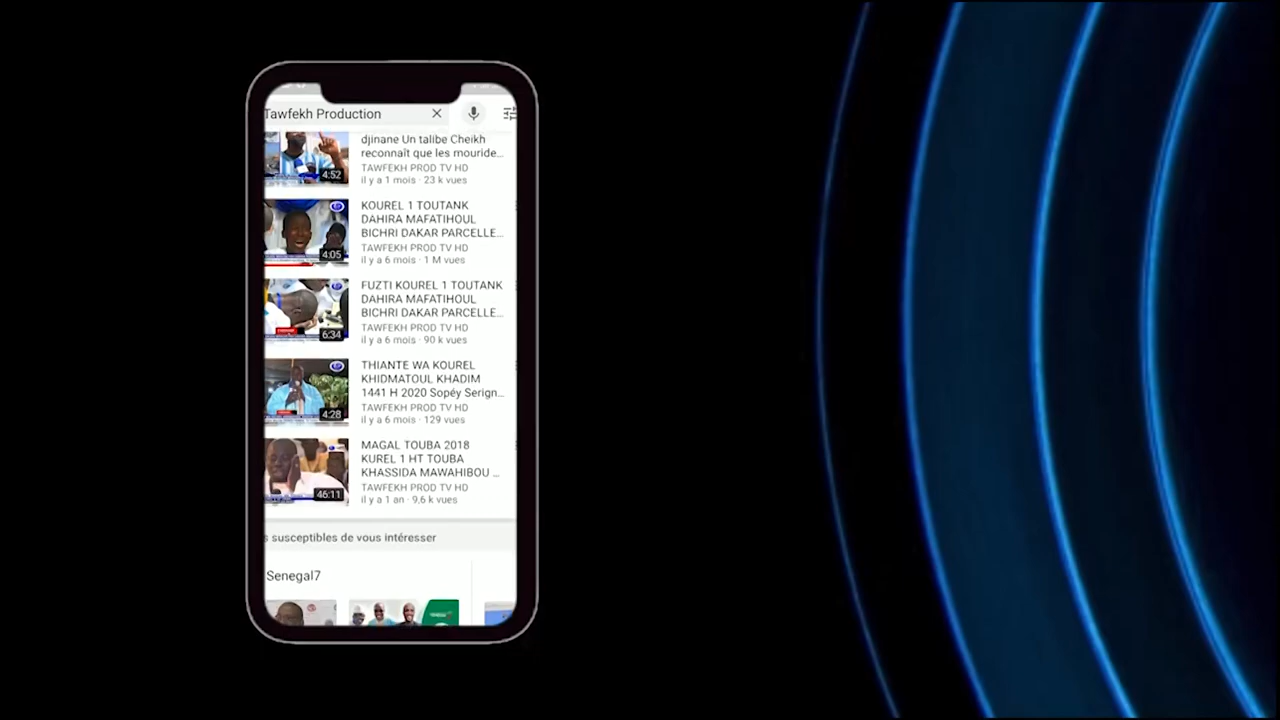 Tawfekh Production
djinane Un talibe Cheikh
reconnaît que les mouride...
TAWFEKH PROD TV HD
il y a 1 mois · 23 k vues
4:52
KOUREL 1 TOUTANK
DAHIRA MAFATIHOUL
BICHRI DAKAR PARCELLE...
TAWFEKH PROD TV HD
il y a 6 mois · 1 M vues
4:05
FUZTI KOUREL 1 TOUTANK
DAHIRA MAFATIHOUL
BICHRI DAKAR PARCELLE...
TAWFEKH PROD TV HD
il y a 6 mois · 90 k vues
6:34
THIANTE WA KOUREL
KHIDMATOUL KHADIM
1441 H 2020 Sopéy Serign...
TAWFEKH PROD TV HD
il y a 6 mois · 129 vues
4:28
MAGAL TOUBA 2018
KUREL 1 HT TOUBA
KHASSIDA MAWAHIBOU ...
TAWFEKH PROD TV HD
il y a 1 an · 9,6 k vues
46:11
s susceptibles de vous intéresser
Senegal7